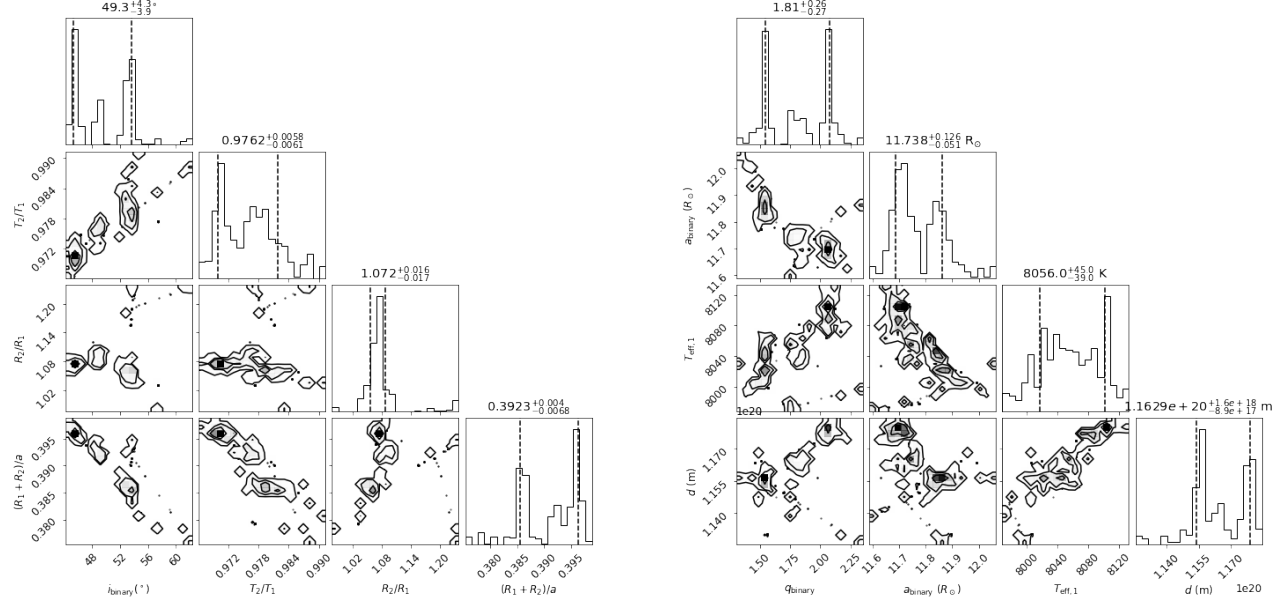 49.3 +4.3 -3.9 °
0.9762 +0.0058 -0.0061
1.072 +0.016 -0.017
0.3923 +0.004 -0.0068
T2/T1
0.990
0.984
0.978
0.972
R2/R1
1.20
1.14
1.08
1.02
(R1 + R2)/a
0.395
0.390
0.385
0.380
48 52 56 60
0.972 0.978 0.984 0.990
1.02 1.08 1.14 1.20
0.380 0.385 0.390 0.395
ibinary(°) T2/T1 R2/R1 (R1 + R2)/a
1.81 +0.26 -0.27
11.738 +0.126 -0.051 R⊙
8056.0 +45.0 -39.0 K
1.1629e + 20 +1.6e + 18 -8.9e + 17 m
abinary (R⊙)
12.0
11.9
11.8
11.7
11.6
Teff, 1
8120
8080
8040
8000
1e20
d (m)
1.170
1.155
1.140
1.50 1.75 2.00 2.25
11.6 11.7 11.8 11.9 12.0
8000 8040 8080 8120
1.140 1.155 1.170
1e20
qbinary abinary (R⊙) Teff, 1 d (m)